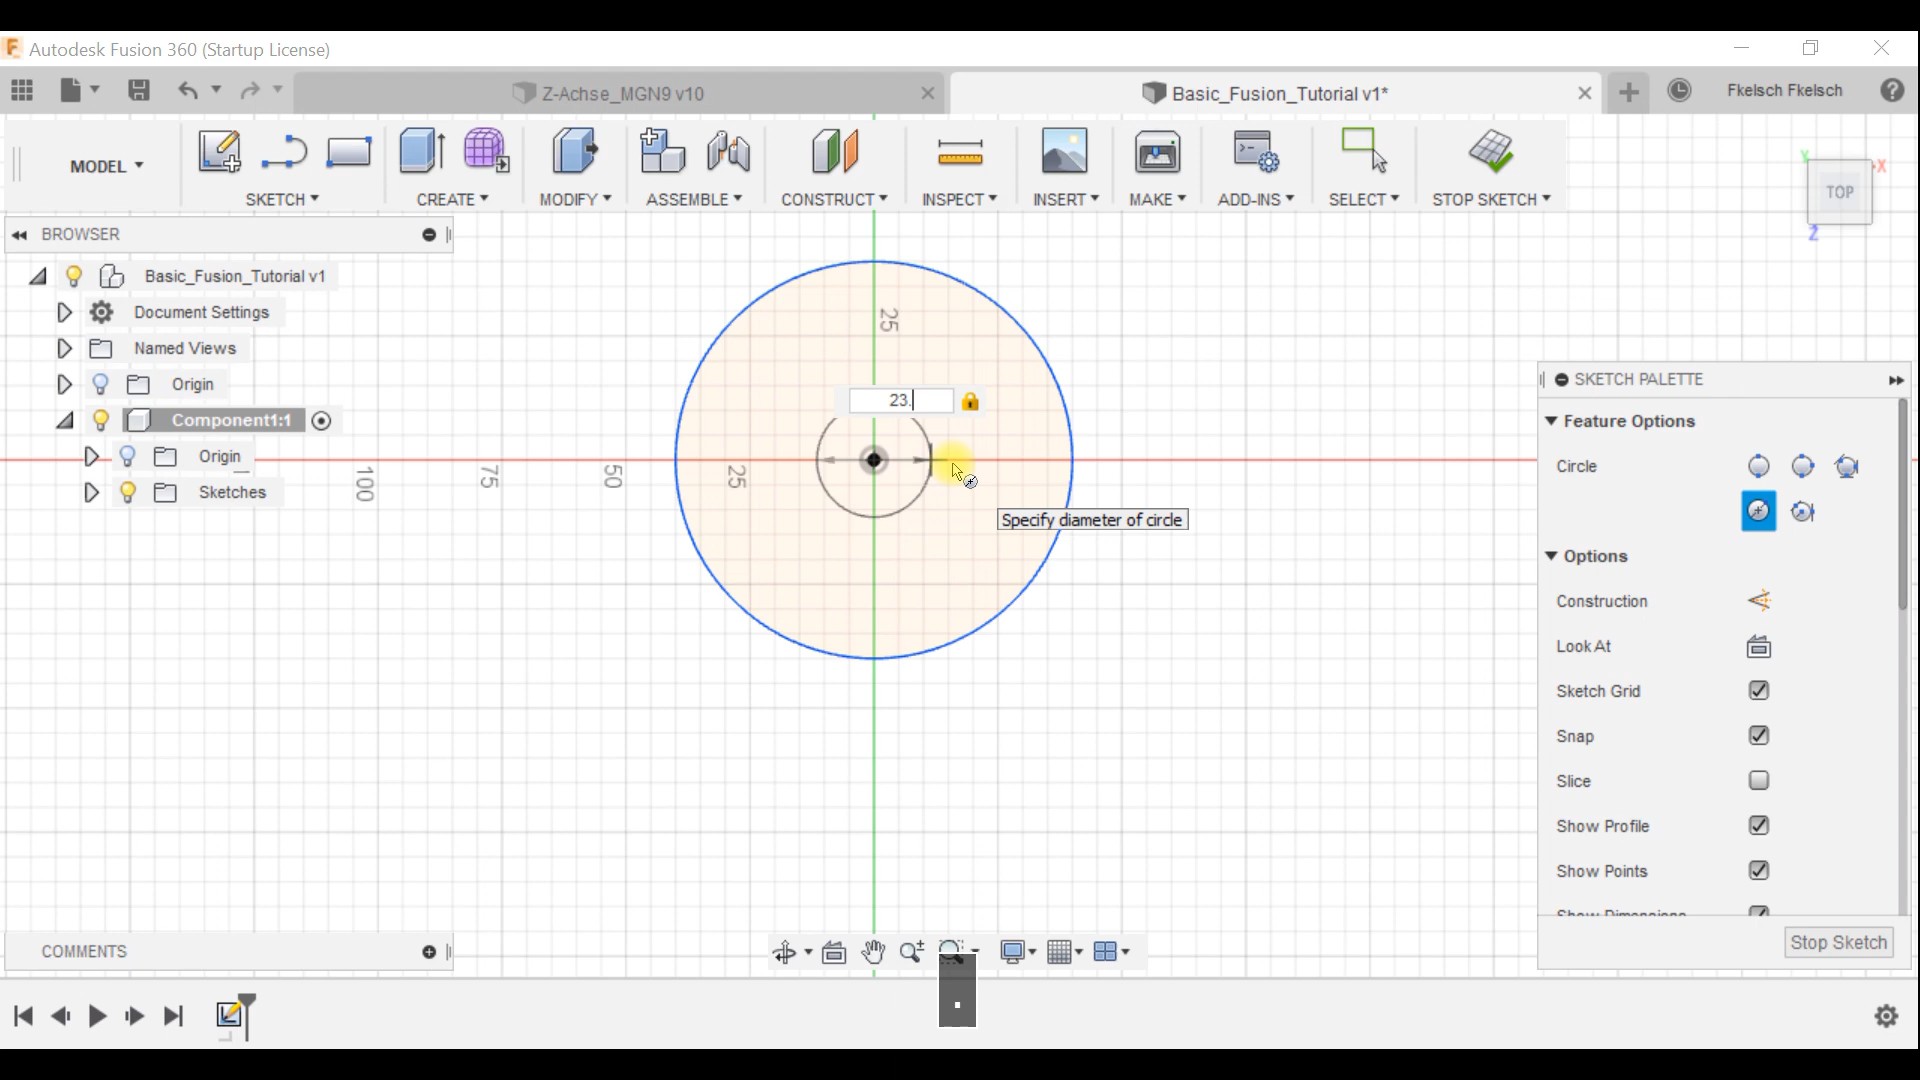 Autodesk Fusion 360 (Startup License)
Z-Achse_MGN9 v10
Basic_Fusion_Tutorial v1*
Fkelsch Fkelsch
MODEL
SKETCH
CREATE
MODIFY
ASSEMBLE
CONSTRUCT
INSPECT
INSERT
MAKE
ADD-INS
SELECT
STOP SKETCH
TOP
X
Y
Z
BROWSER
Basic_Fusion_Tutorial v1
Document Settings
Named Views
Origin
Component1:1
Origin
Sketches
100
75
50
25
25
23.
Specify diameter of circle
SKETCH PALETTE
Feature Options
Circle
Options
Construction
Look At
Sketch Grid
Snap
Slice
Show Profile
Show Points
Show Dimensions
Stop Sketch
COMMENTS
.